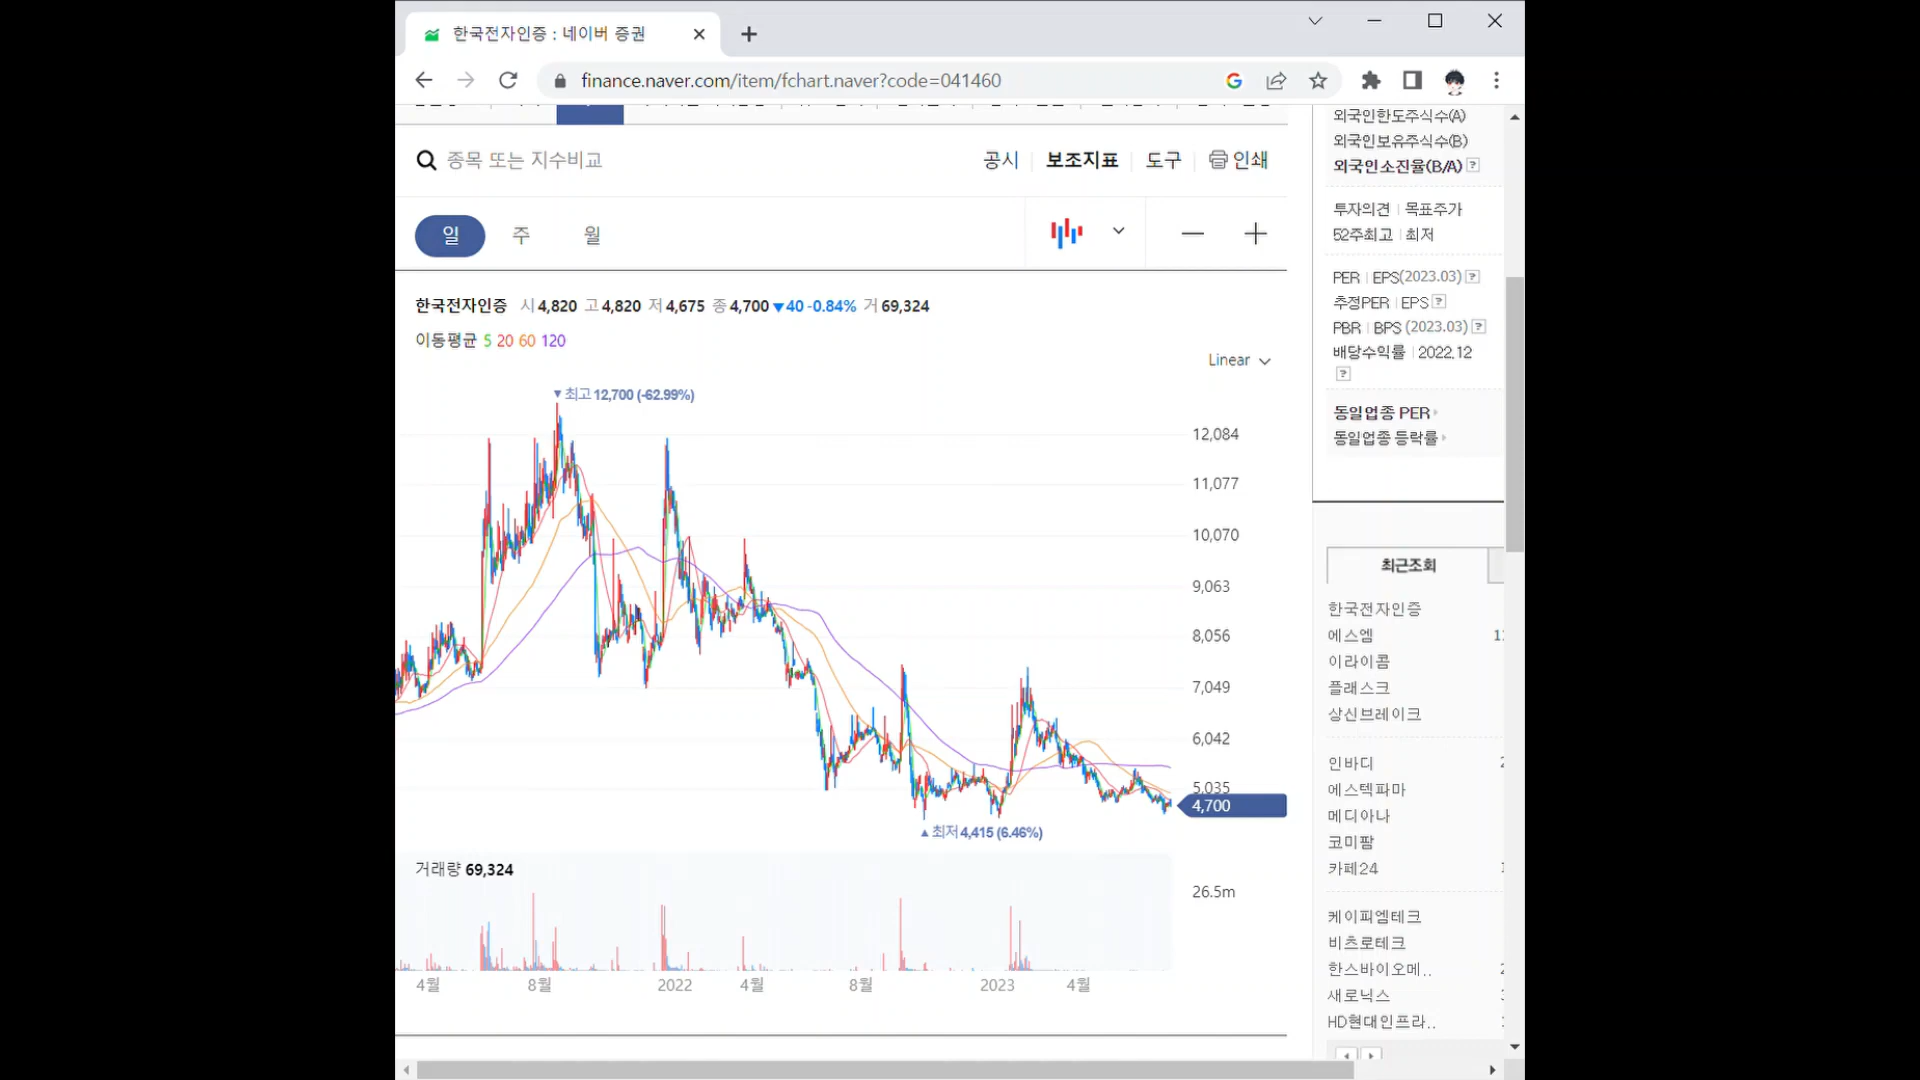 한국전자인증 : 네이버 증권
finance.naver.com/item/fchart.naver?code=041460
종목 또는 지수비교
공시 보조지표 도구 인쇄
일 주 월
한국전자인증 시 4,820 고 4,820 저 4,675 종 4,700 ▼40 -0.84% 거 69,324
이동평균 5 20 60 120
Linear
▼최고 12,700 (-62.99%)
12,084
11,077
10,070
9,063
8,056
7,049
6,042
5,035
4,700
▲최저 4,415 (6.46%)
거래량 69,324
26.5m
4월 8월 2022 4월 8월 2023 4월
외국인한도주식수(A)
외국인보유주식수(B)
외국인소진율(B/A) ?
투자의견 | 목표주가
52주최고 | 최저
PER | EPS(2023.03) ?
추정PER | EPS ?
PBR | BPS (2023.03) ?
배당수익률 | 2022.12
?
동일업종 PER
동일업종 등락률
최근조회
한국전자인증
에스엠
이라이콤
플래스크
상신브레이크
인바디
에스텍파마
메디아나
코미팜
카페24
케이피엠테크
비츠로테크
한스바이오메..
새로닉스
HD현대인프라..